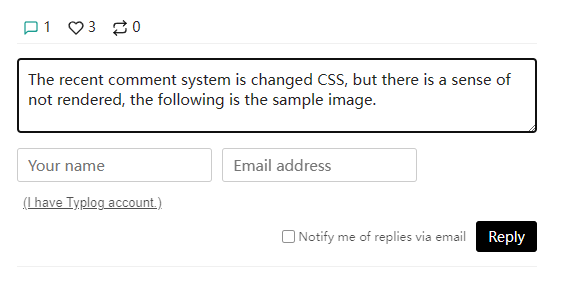 1 3 0
The recent comment system is changed CSS, but there is a sense of
not rendered, the following is the sample image.
Your name Email address
(I have Typlog account.)
Notify me of replies via email Reply